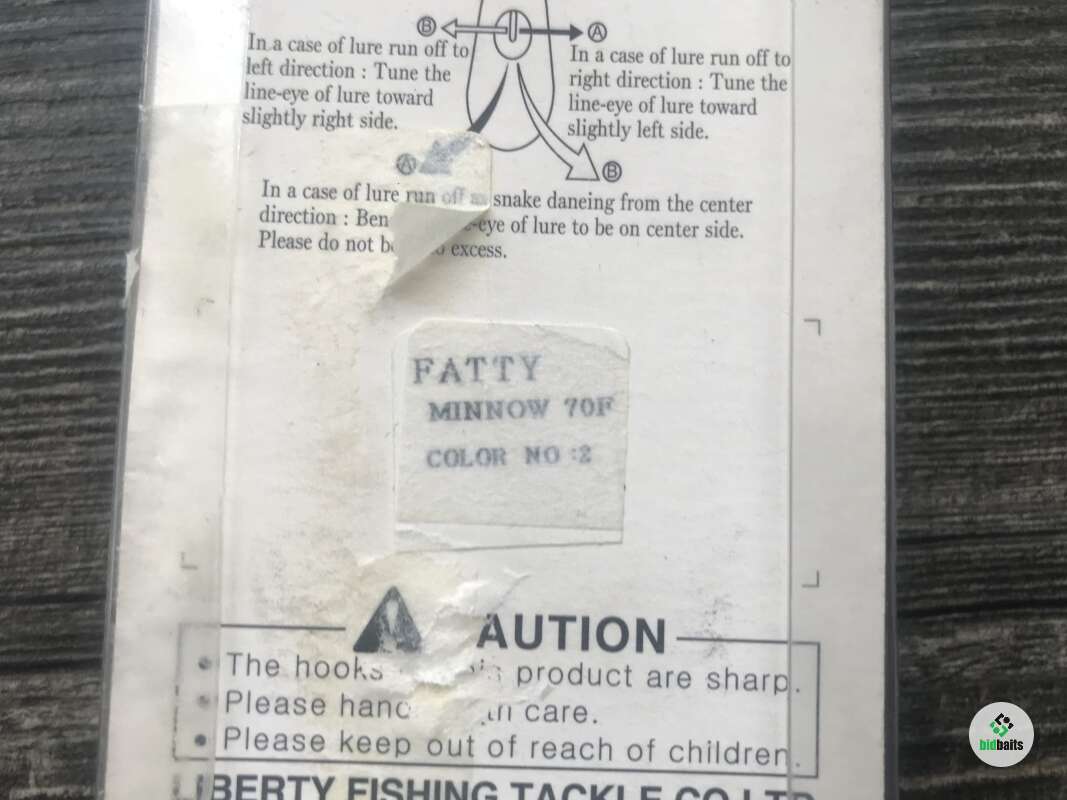 B
A
In a case of lure run off to
left direction : Tune the
line-eye of lure toward
slightly right side.
In a case of lure run off to
right direction : Tune the
line-eye of lure toward
slightly left side.
A
B
In a case of lure run off snake daneing from the center
direction : Ben -eye of lure to be on center side.
Please do not b o excess.
FATTY
MINNOW 70F
COLOR NO :2
AUTION
• The hooks product are sharp.
• Please hand care.
• Please keep out of reach of children.
LIBERTY FISHING TACKLE CO LTD
bidbaits